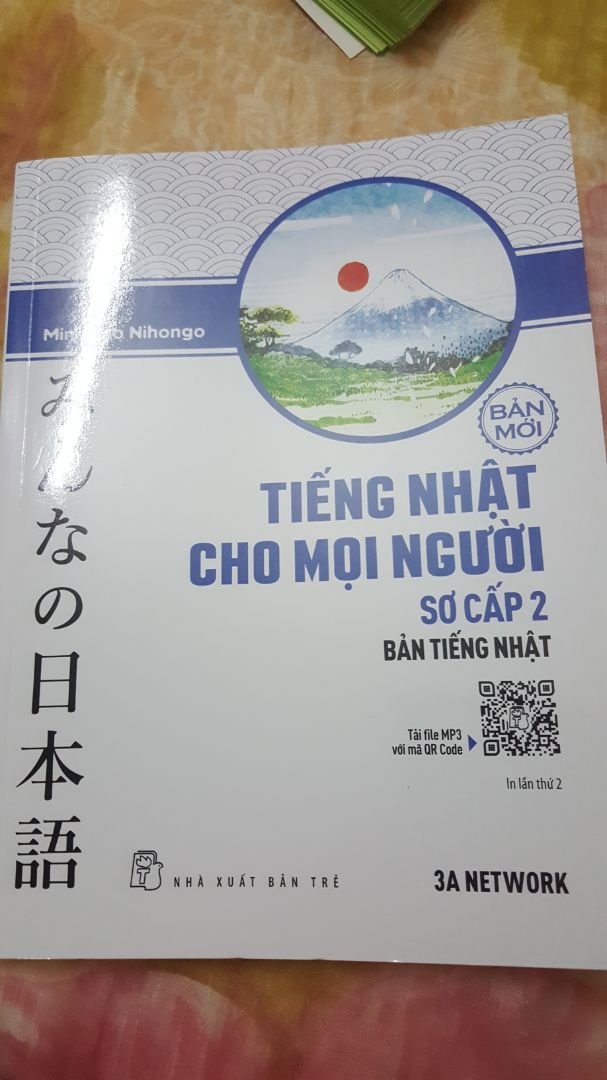 Nihongo
んなの日本語
BẢN
MỚI
TIẾNG NHẬT
CHO MỌI NGƯỜI
SƠ CẤP 2
BẢN TIẾNG NHẬT
Tải file MP3
với mã QR Code
In lần thứ 2
NHÀ XUẤT BẢN TRẺ
3A NETWORK